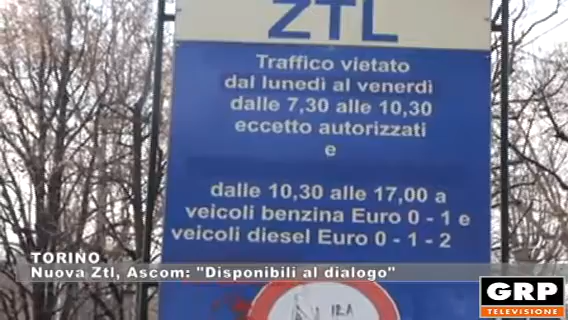 ZTL
Traffico vietato
dal lunedì al venerdì
dalle 7,30 alle 10,30
eccetto autorizzati
e
dalle 10,30 alle 17,00 a
veicoli benzina Euro 0 - 1 e
veicoli diesel Euro 0 - 1 - 2
TORINO
Nuova Ztl, Ascom: "Disponibili al dialogo"
GRP
TELEVISIONE